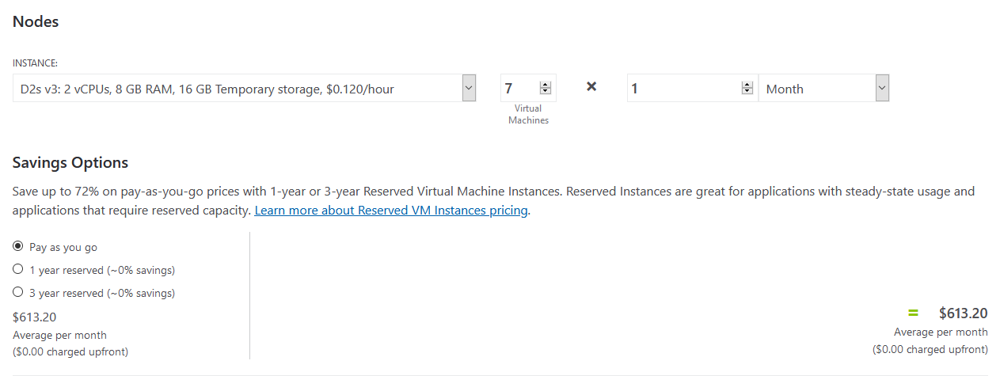 Nodes
INSTANCE:
D2s v3: 2 vCPUs, 8 GB RAM, 16 GB Temporary storage, $0.120/hour
7
Virtual
Machines
×
1
Month
Savings Options
Save up to 72% on pay-as-you-go prices with 1-year or 3-year Reserved Virtual Machine Instances. Reserved Instances are great for applications with steady-state usage and
applications that require reserved capacity. Learn more about Reserved VM Instances pricing.
Pay as you go
1 year reserved (~0% savings)
3 year reserved (~0% savings)
$613.20
Average per month
($0.00 charged upfront)
= $613.20
Average per month
($0.00 charged upfront)